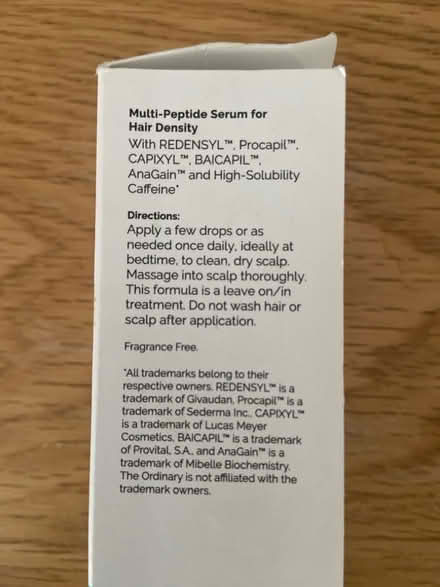 Multi-Peptide Serum for
Hair Density
With REDENSYL™, Procapil™,
CAPIXYL™, BAICAPIL™,
AnaGain™ and High-Solubility
Caffeine*
Directions:
Apply a few drops or as
needed once daily, ideally at
bedtime, to clean, dry scalp.
Massage into scalp thoroughly.
This formula is a leave on/in
treatment. Do not wash hair or
scalp after application.
Fragrance Free.
*All trademarks belong to their
respective owners. REDENSYL™ is a
trademark of Givaudan, Procapil™ is a
trademark of Sederma Inc., CAPIXYL™
is a trademark of Lucas Meyer
Cosmetics, BAICAPIL™ is a trademark
of Provital, S.A., and AnaGain™ is a
trademark of Mibelle Biochemistry.
The Ordinary is not affiliated with the
trademark owners.